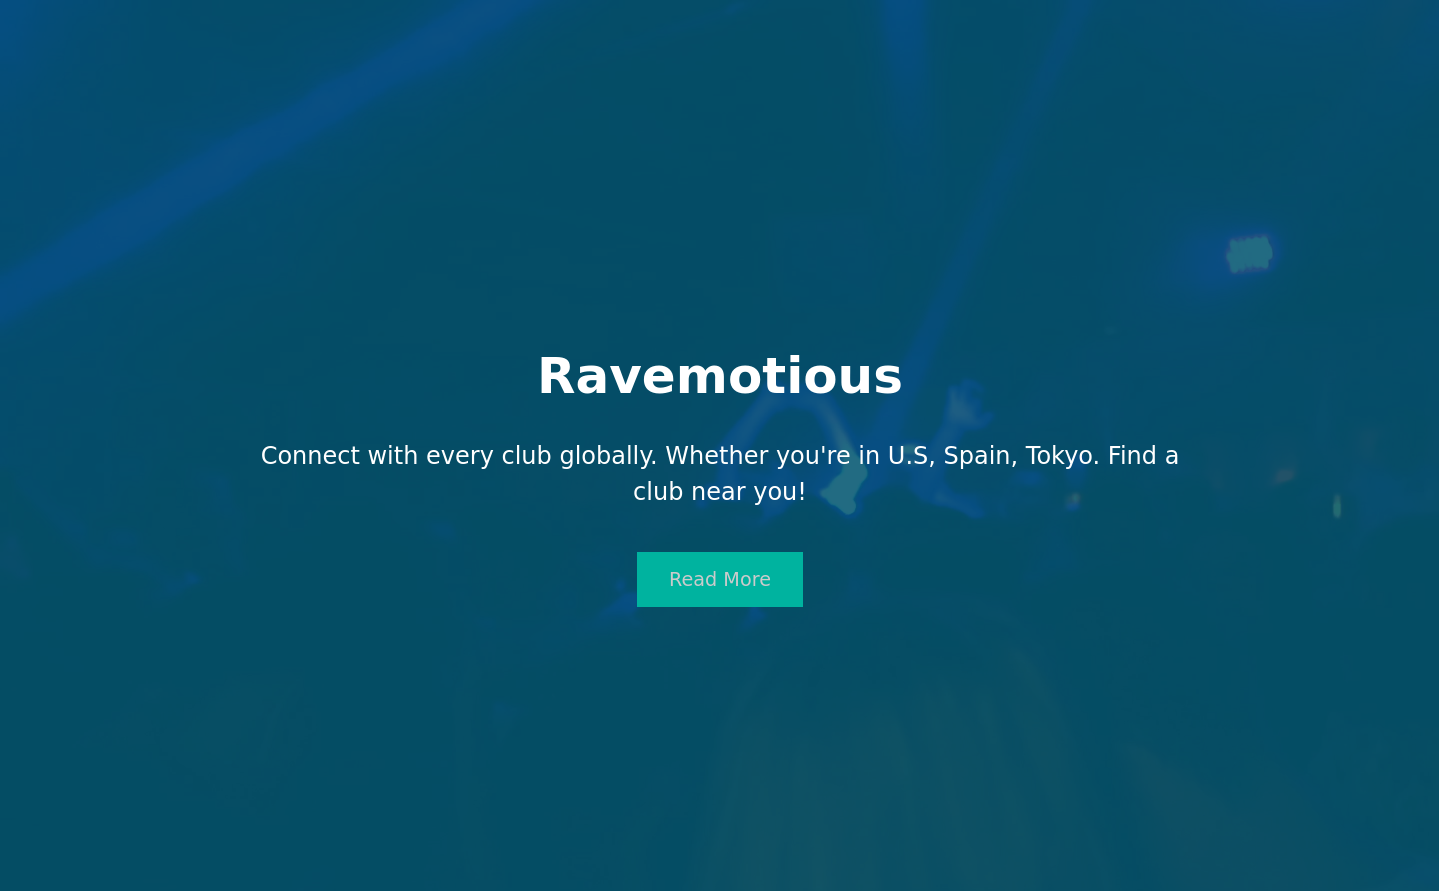 Ravemotious
Connect with every club globally. Whether you're in U.S, Spain, Tokyo. Find a
club near you!
Read More